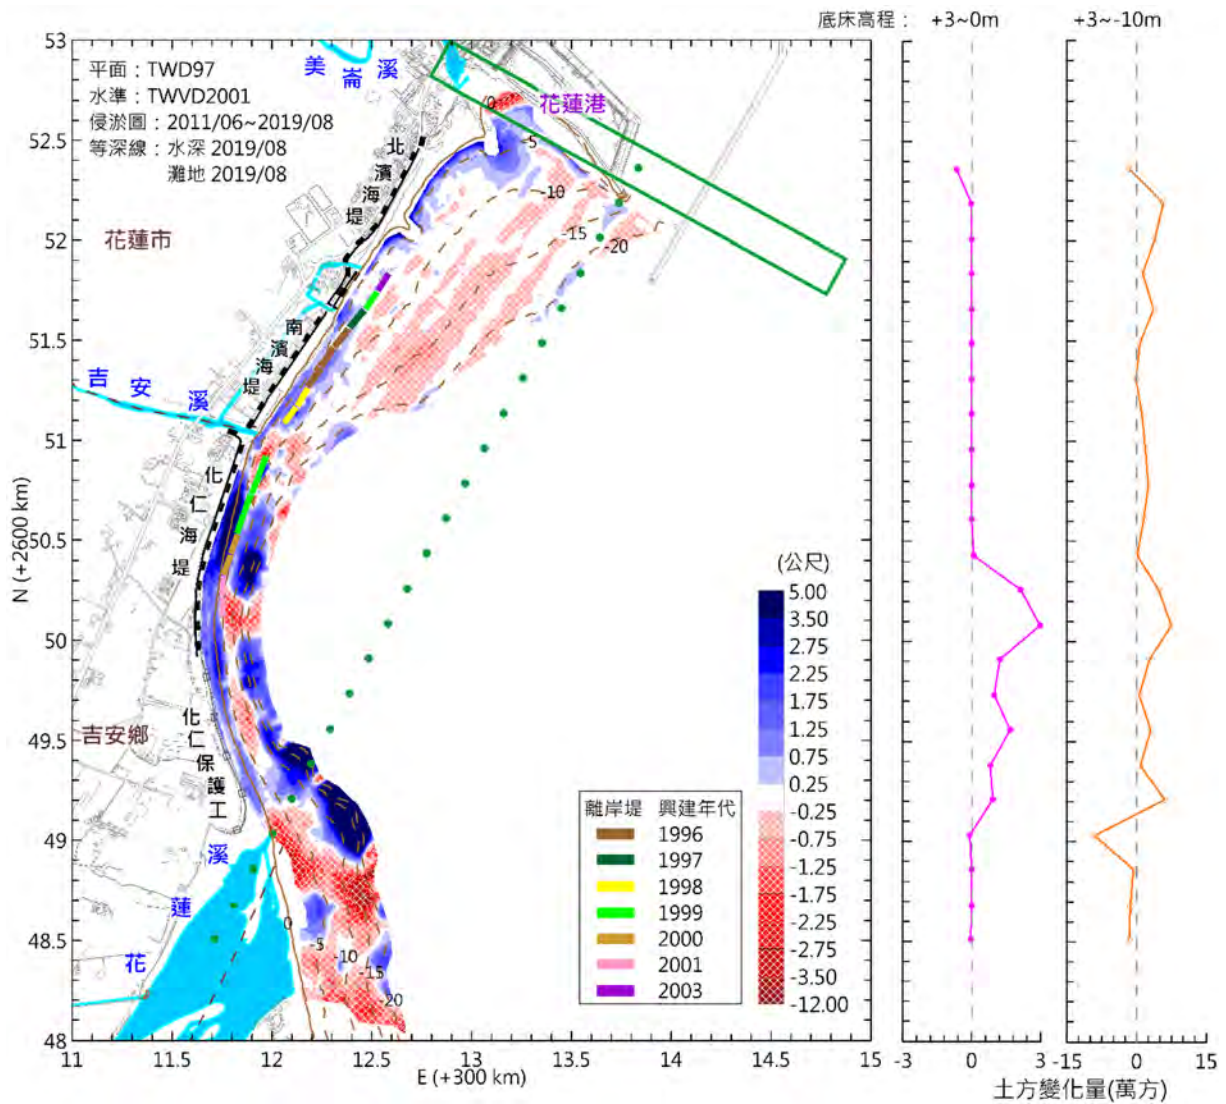 底床高程： +3~0m +3~-10m
平面：TWD97
水準：TWVD2001
侵淤圖：2011/06~2019/08
等深線：水深 2019/08
灘地 2019/08
美崙溪
花蓮港
北濱海堤
花蓮市
南濱海堤
吉安溪
化仁海堤
吉安鄉
化仁保護工
花蓮溪
0
-5
-10
-15
-20
0
-5
-10
-15
-20
(公尺)
5.00
3.50
2.75
2.25
1.75
1.25
0.75
0.25
-0.25
-0.75
-1.25
-1.75
-2.25
-2.75
-3.50
-12.00
離岸堤 興建年代
1996
1997
1998
1999
2000
2001
2003
N (+2600 km)
53
52.5
52
51.5
51
50.5
50
49.5
49
48.5
48
11 11.5 12 12.5 13 13.5 14 14.5 15
E (+300 km)
-3 0 3
-15 0 15
土方變化量(萬方)